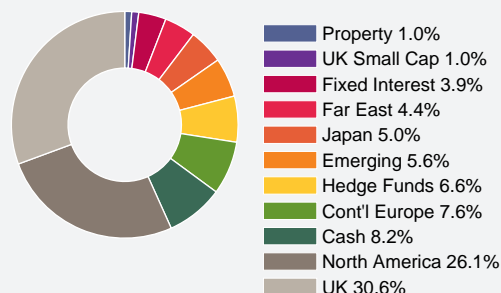 Property 1.0%
UK Small Cap 1.0%
Fixed Interest 3.9%
Far East 4.4%
Japan 5.0%
Emerging 5.6%
Hedge Funds 6.6%
Cont'l Europe 7.6%
Cash 8.2%
North America 26.1%
UK 30.6%